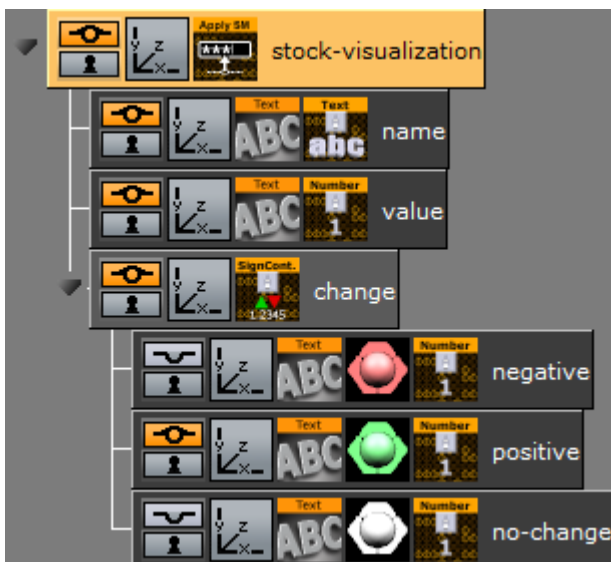 Apply SM
***
y z x
stock-visualization
y z x
Text
ABC
Text
A
abc
name
y z x
Text
ABC
Number
A
1
value
y z x
SignCont.
A
1 2345
change
y z x
Text
ABC
Number
A
1
negative
y z x
Text
ABC
Number
A
1
positive
y z x
Text
ABC
Number
A
1
no-change